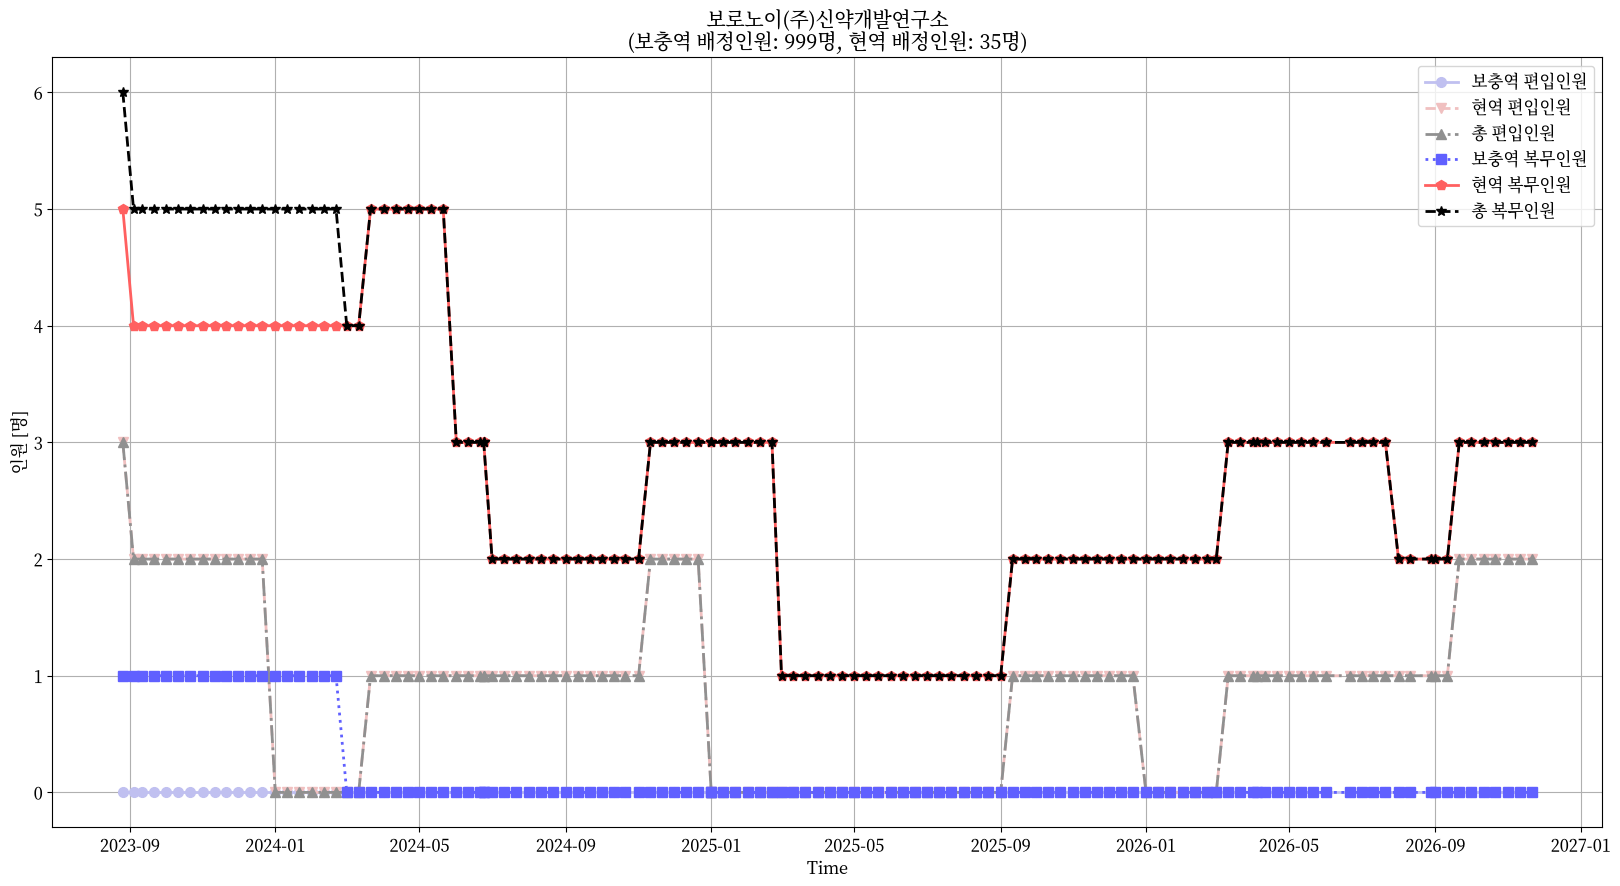 보로노이(주)신약개발연구소
(보충역 배정인원: 999명, 현역 배정인원: 35명)
보충역 편입인원
현역 편입인원
총 편입인원
보충역 복무인원
현역 복무인원
총 복무인원
인원 [명]
6
5
4
3
2
1
0
2023-09
2024-01
2024-05
2024-09
2025-01
2025-05
2025-09
2026-01
2026-05
2026-09
2027-01
Time